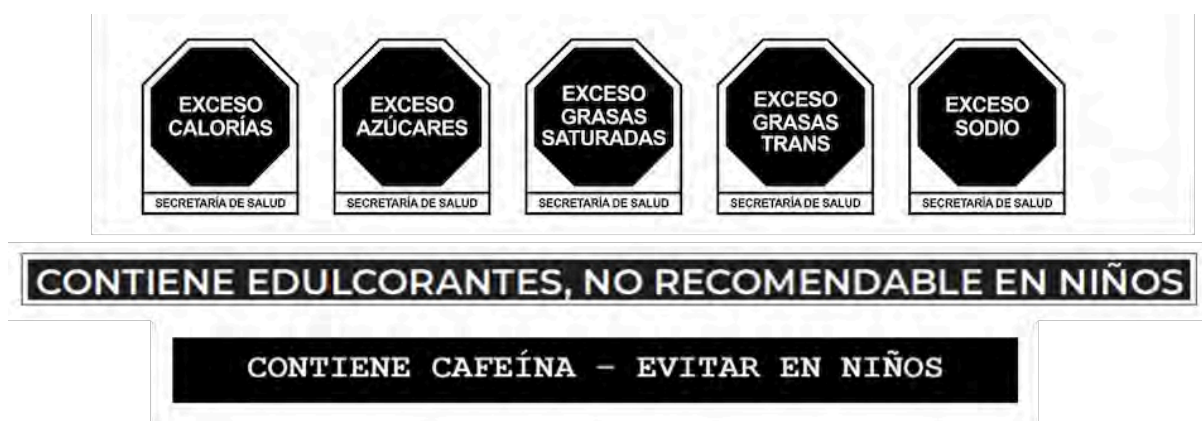 EXCESO
CALORÍAS
SECRETARÍA DE SALUD
EXCESO
AZÚCARES
SECRETARÍA DE SALUD
EXCESO
GRASAS
SATURADAS
SECRETARÍA DE SALUD
EXCESO
GRASAS
TRANS
SECRETARÍA DE SALUD
EXCESO
SODIO
SECRETARÍA DE SALUD
CONTIENE EDULCORANTES, NO RECOMENDABLE EN NIÑOS
CONTIENE CAFEÍNA – EVITAR EN NIÑOS